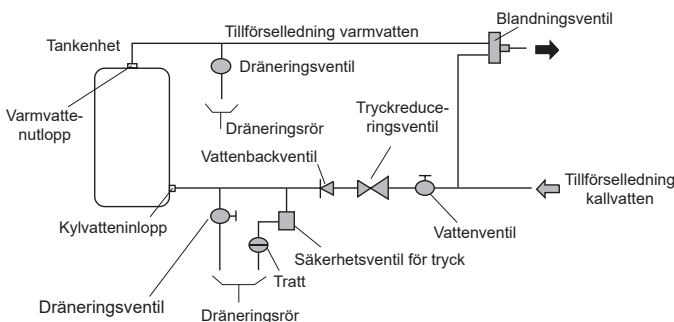 Blandningsventil
Tillförselledning varmvatten
Tankenhet
Dräneringsventil
Varmvatte-
nutlopp
Dräneringsrör
Tryckreduce-
ringsventil
Vattenbackventil
Tillförselledning
kallvatten
Kylvatteninlopp
Vattenventil
Säkerhetsventil för tryck
Tratt
Dräneringsventil
Dräneringsrör